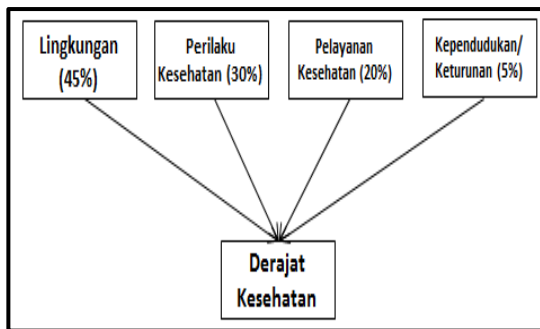 Lingkungan
(45%)
Perilaku
Kesehatan (30%)
Pelayanan
Kesehatan (20%)
Kependudukan/
Keturunan (5%)
Derajat
Kesehatan